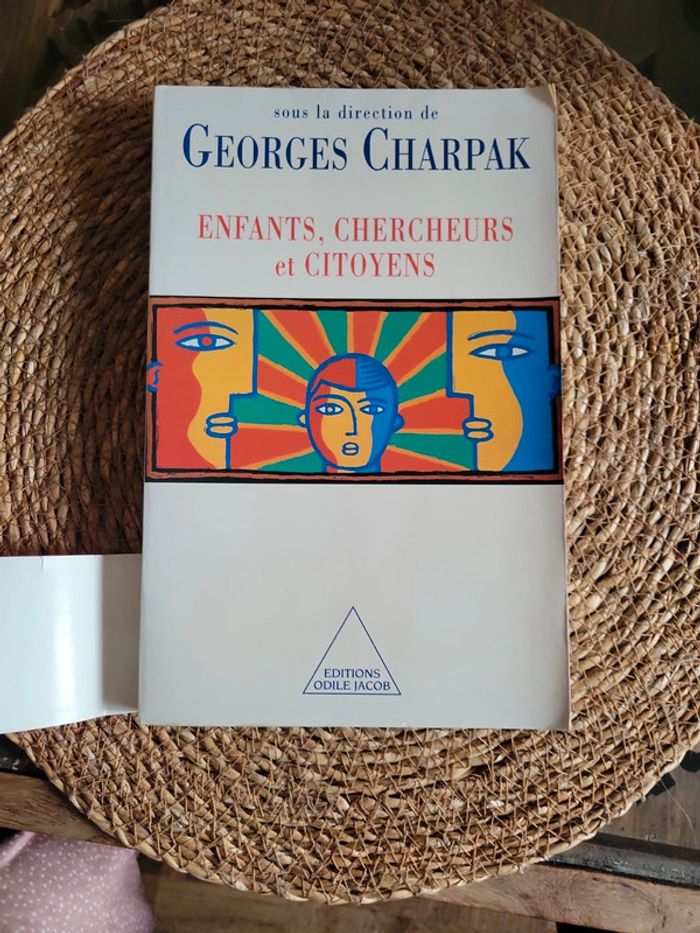 sous la direction de
GEORGES CHARPAK
ENFANTS, CHERCHEURS
et CITOYENS
EDITIONS
ODILE JACOB